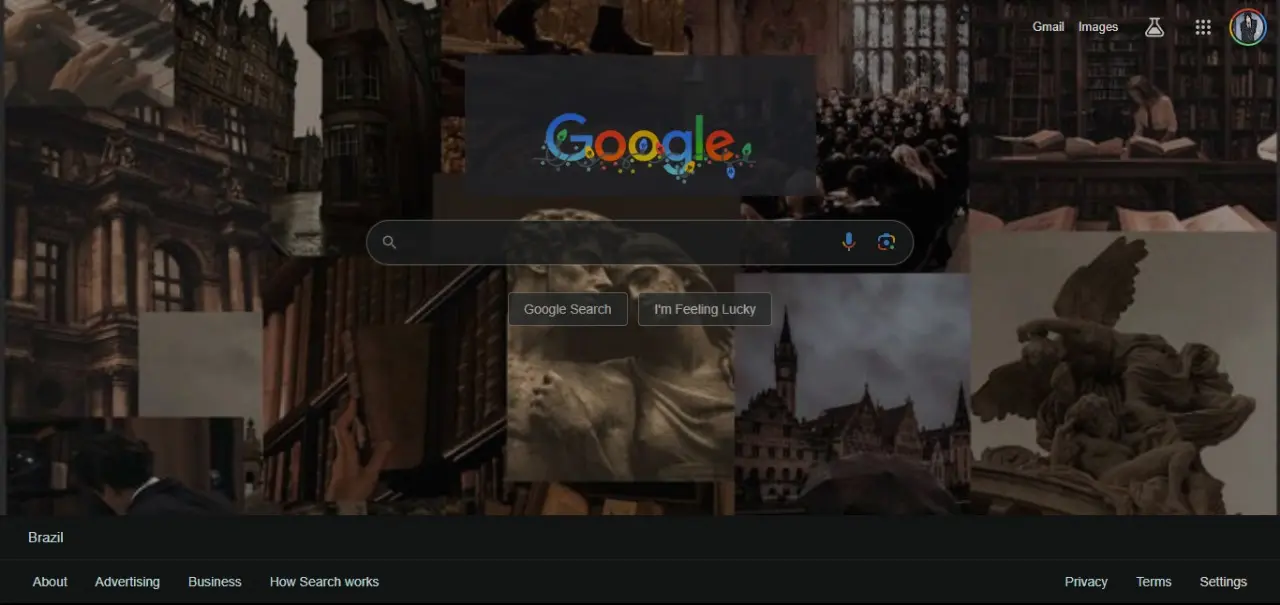 Gmail Images
Google
Google Search I'm Feeling Lucky
Brazil
About Advertising Business How Search works Privacy Terms Settings